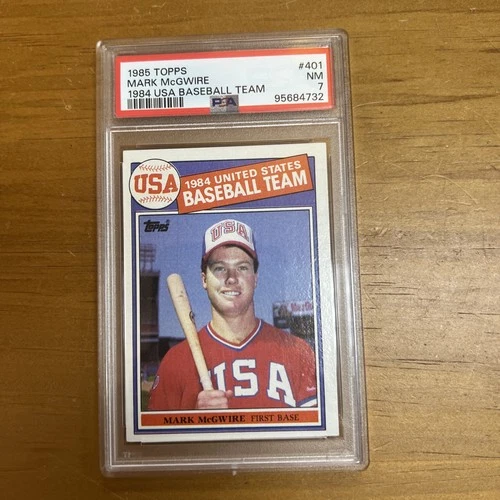 1985 TOPPS #401
MARK McGWIRE NM
1984 USA BASEBALL TEAM 7
PSA 95684732
USA
1984 UNITED STATES
BASEBALL TEAM
Topps
USA
USA
MARK McGWIRE FIRST BASE